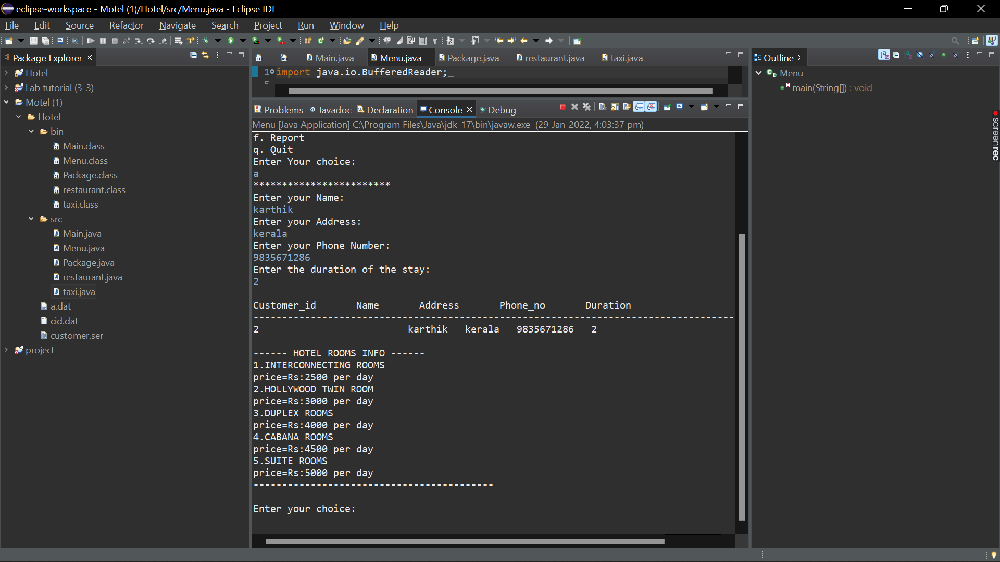 eclipse-workspace - Motel (1)/Hotel/src/Menu.java - Eclipse IDE
File Edit Source Refactor Navigate Search Project Run Window Help
Package Explorer
Hotel
Lab tutorial (3-3)
Motel (1)
Hotel
bin
Main.class
Menu.class
Package.class
restaurant.class
taxi.class
src
Main.java
Menu.java
Package.java
restaurant.java
taxi.java
a.dat
cid.dat
customer.ser
project
Main.java Menu.java Package.java restaurant.java taxi.java
1 import java.io.BufferedReader;
Problems Javadoc Declaration Console Debug
Menu [Java Application] C:\Program Files\Java\jdk-17\bin\javaw.exe (29-Jan-2022, 4:03:37 pm)
f. Report
q. Quit
Enter Your choice:
a
************************
Enter your Name:
karthik
Enter your Address:
kerala
Enter your Phone Number:
9835671286
Enter the duration of the stay:
2
Customer_id Name Address Phone_no Duration
------------------------------------------------------------------------------------
2 karthik kerala 9835671286 2
------ HOTEL ROOMS INFO ------
1.INTERCONNECTING ROOMS
price=Rs:2500 per day
2.HOLLYWOOD TWIN ROOM
price=Rs:3000 per day
3.DUPLEX ROOMS
price=Rs:4000 per day
4.CABANA ROOMS
price=Rs:4500 per day
5.SUITE ROOMS
price=Rs:5000 per day
------------------------------------------
Enter your choice:
Outline
Menu
main(String[]) : void
screenrec